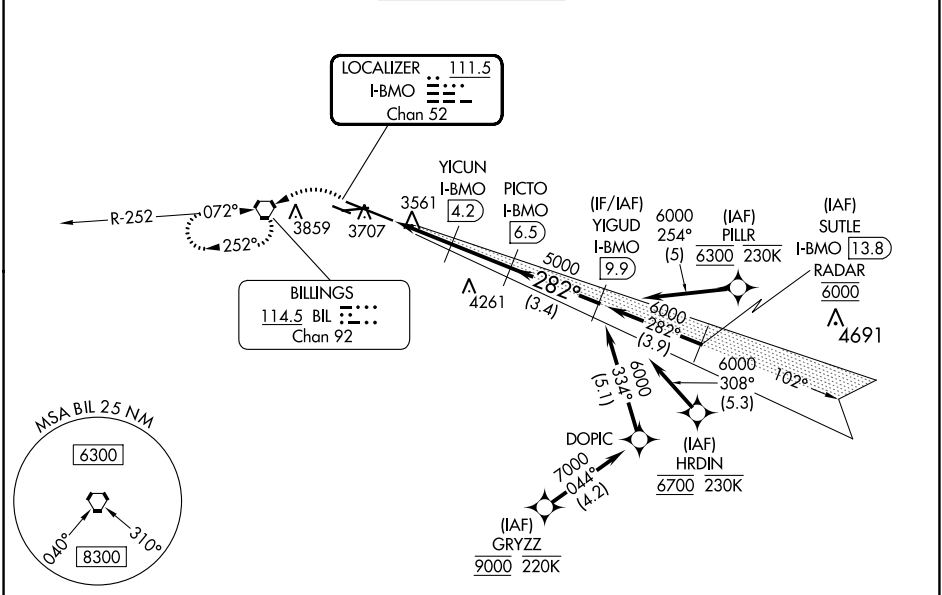 LOCALIZER 111.5
I-BMO
Chan 52
R-252
072°
252°
3859
3707
3561
YICUN
I-BMO
4.2
PICTO
I-BMO
6.5
(IF/IAF)
YIGUD
I-BMO
9.9
6000
254°
(5)
(IAF)
PILLR
6300 230K
(IAF)
SUTLE
I-BMO 13.8
RADAR
6000
4691
BILLINGS
114.5 BIL
Chan 92
4261
5000
282°
(3.4)
6000
282°
(3.9)
6000
308°
(5.3)
102°
6000
334°
(5.1)
DOPIC
(IAF)
HRDIN
6700 230K
7000
044°
(4.2)
(IAF)
GRYZZ
9000 220K
MSA BIL 25 NM
6300
040°
310°
8300